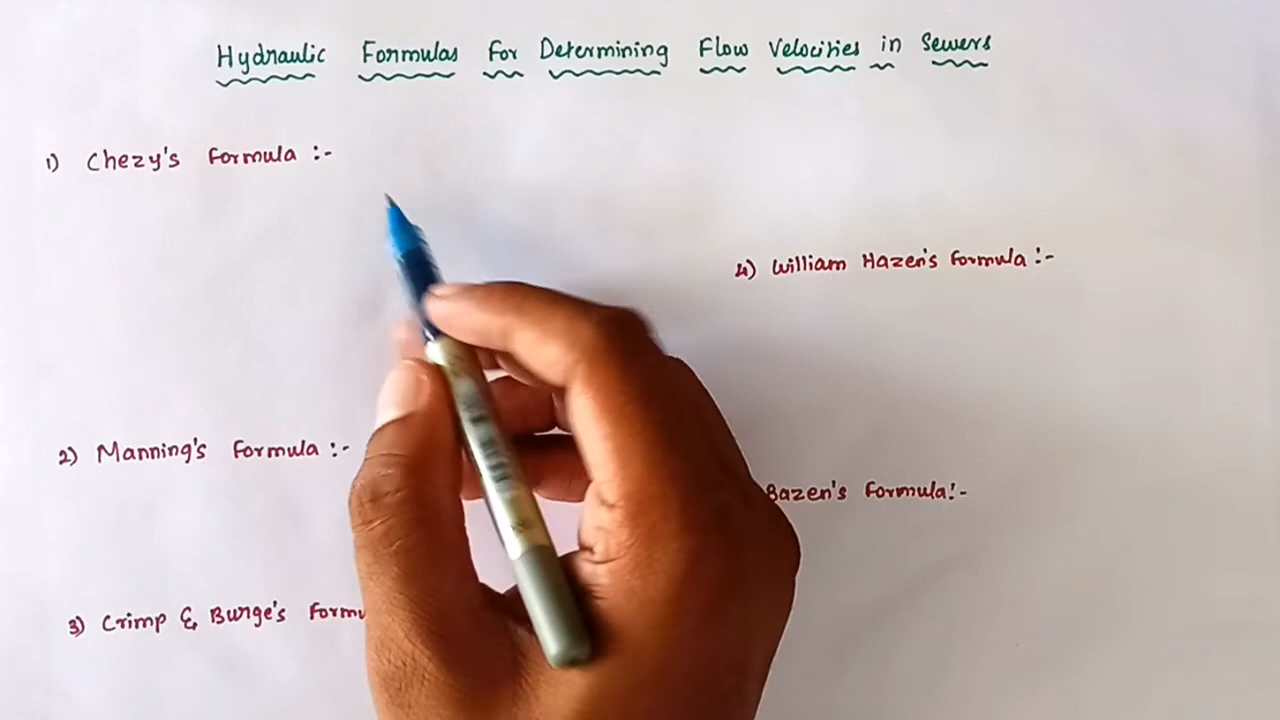 Hydraulic Formulas for Determining Flow Velocities in Sewers
1) Chezy's Formula :-
2) Manning's Formula :-
3) Crimp & Burge's
4) William Hazen's Formula :-
Bazen's Formula :-